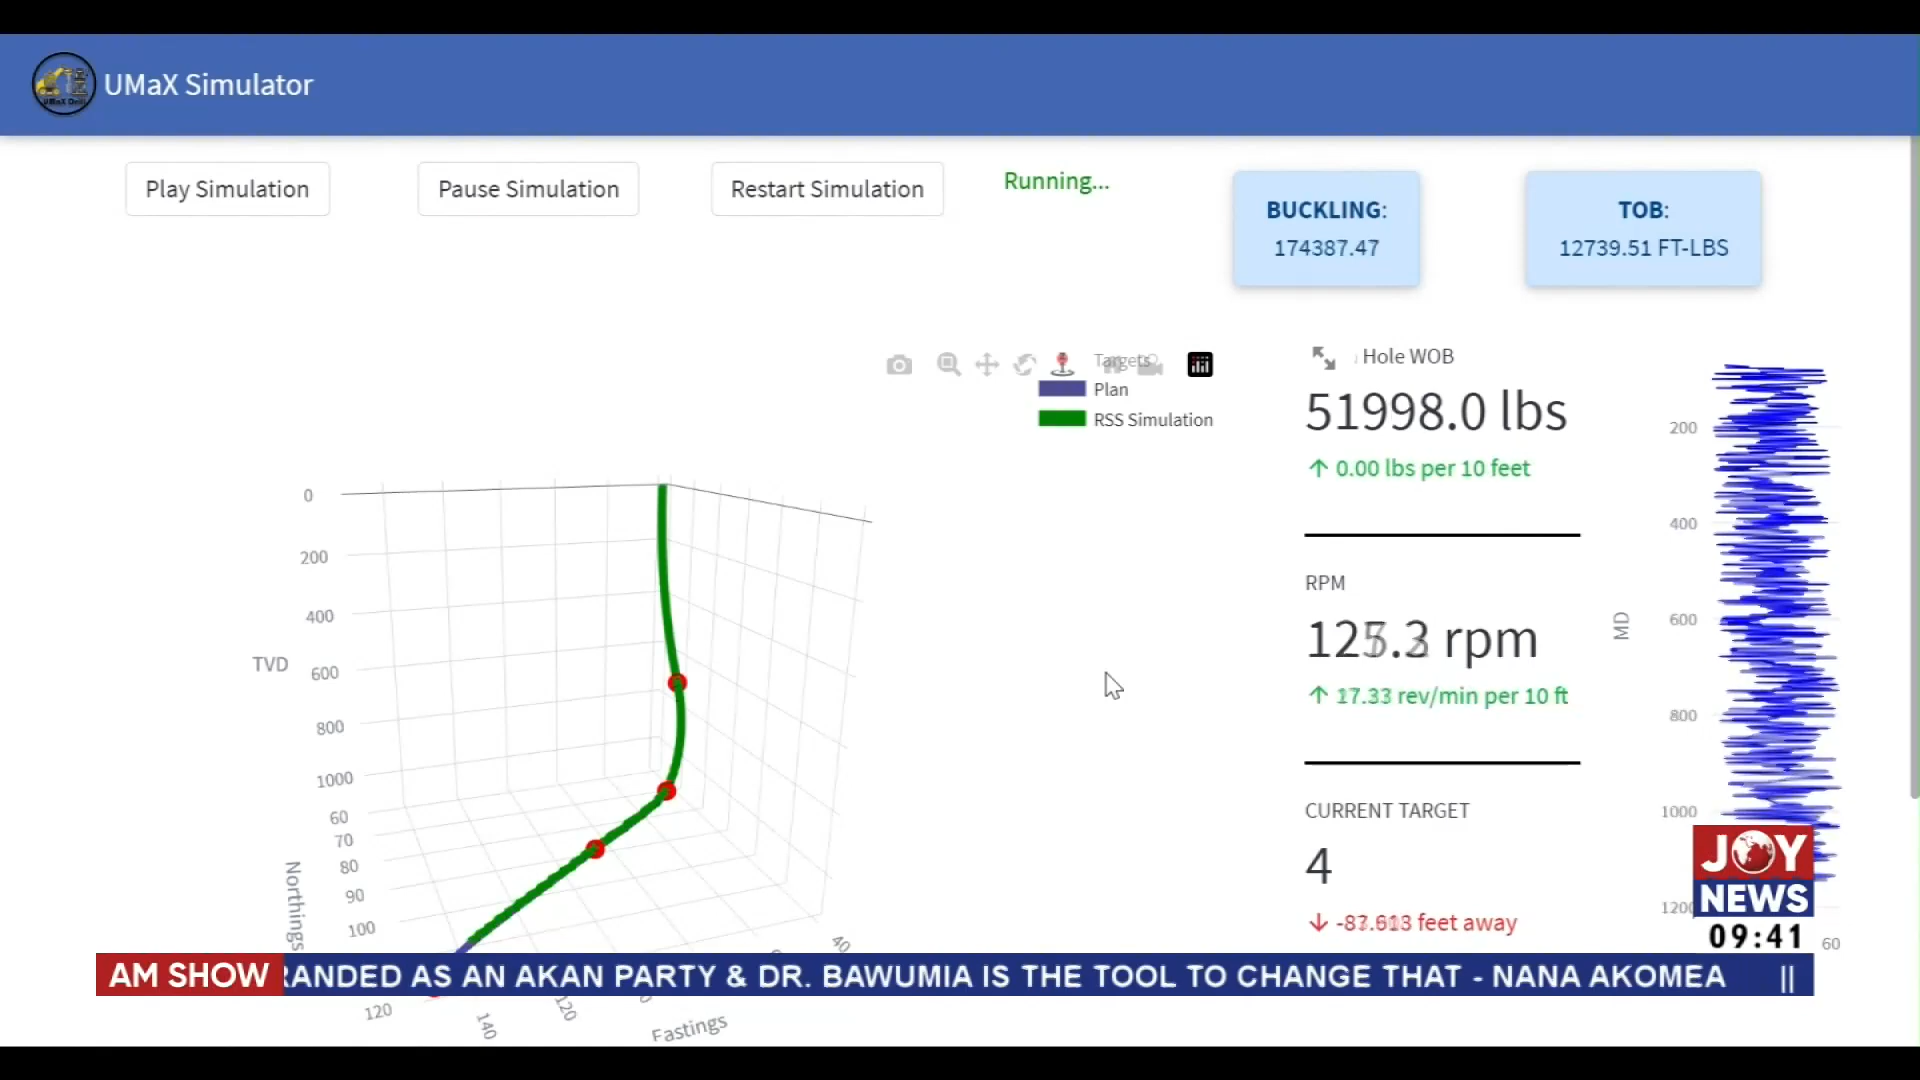 UMaX Simulator
Play Simulation
Pause Simulation
Restart Simulation
Running...
BUCKLING:
174387.47
TOB:
12739.51 FT-LBS
Targets
Plan
RSS Simulation
Hole WOB
51998.0 lbs
0.00 lbs per 10 feet
RPM
rpm
17.33 rev/min per 10 ft
CURRENT TARGET
4
feet away
MD
200
400
600
800
1000
60
TVD
0
200
400
600
800
1000
Northings
60
70
80
90
100
120
140
120
40
Eastings
JOY
NEWS
09:41
AM SHOW
RANDED AS AN AKAN PARTY & DR. BAWUMIA IS THE TOOL TO CHANGE THAT - NANA AKOMEA ||